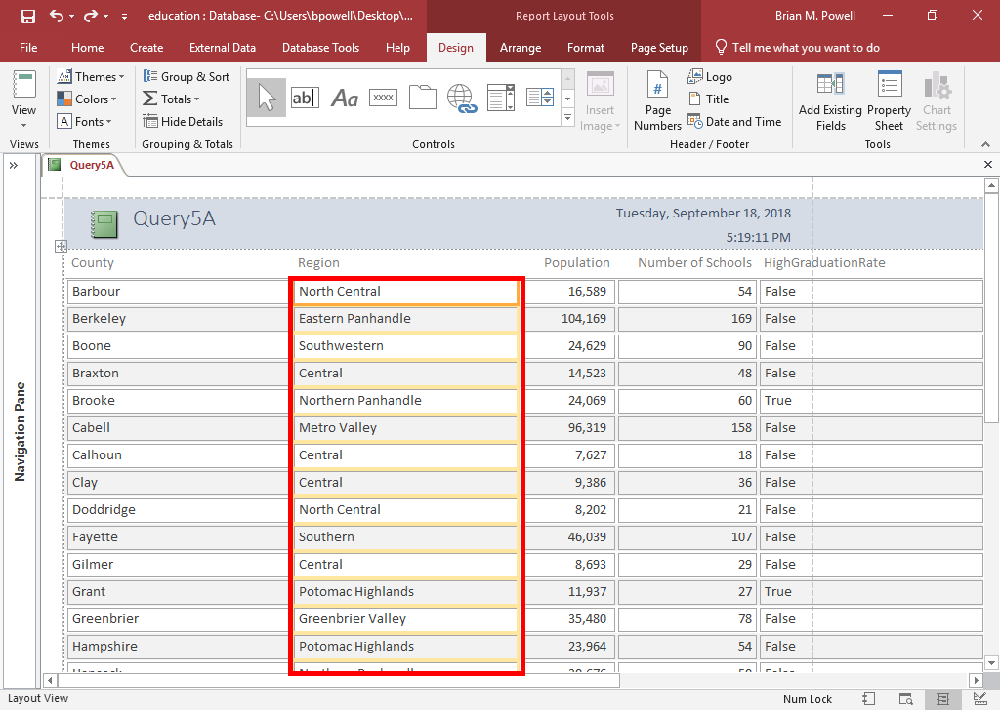 education : Database- C:\Users\bpowell\Desktop\... Report Layout Tools Brian M. Powell
File Home Create External Data Database Tools Help Design Arrange Format Page Setup Tell me what you want to do
View
Views
Themes
Colors
Fonts
Themes
Group & Sort
Totals
Hide Details
Grouping & Totals
ab|
Aa
xxxx
Controls
Insert
Image
Page
Numbers
Logo
Title
Date and Time
Header / Footer
Add Existing
Fields
Property
Sheet
Chart
Settings
Tools
Query5A
Navigation Pane
Query5A
Tuesday, September 18, 2018
5:19:11 PM
County Region Population Number of Schools HighGraduationRate
Barbour North Central 16,589 54 False
Berkeley Eastern Panhandle 104,169 169 False
Boone Southwestern 24,629 90 False
Braxton Central 14,523 48 False
Brooke Northern Panhandle 24,069 60 True
Cabell Metro Valley 96,319 158 False
Calhoun Central 7,627 18 False
Clay Central 9,386 36 False
Doddridge North Central 8,202 21 False
Fayette Southern 46,039 107 False
Gilmer Central 8,693 29 False
Grant Potomac Highlands 11,937 27 True
Greenbrier Greenbrier Valley 35,480 78 False
Hampshire Potomac Highlands 23,964 54 False
Layout View Num Lock